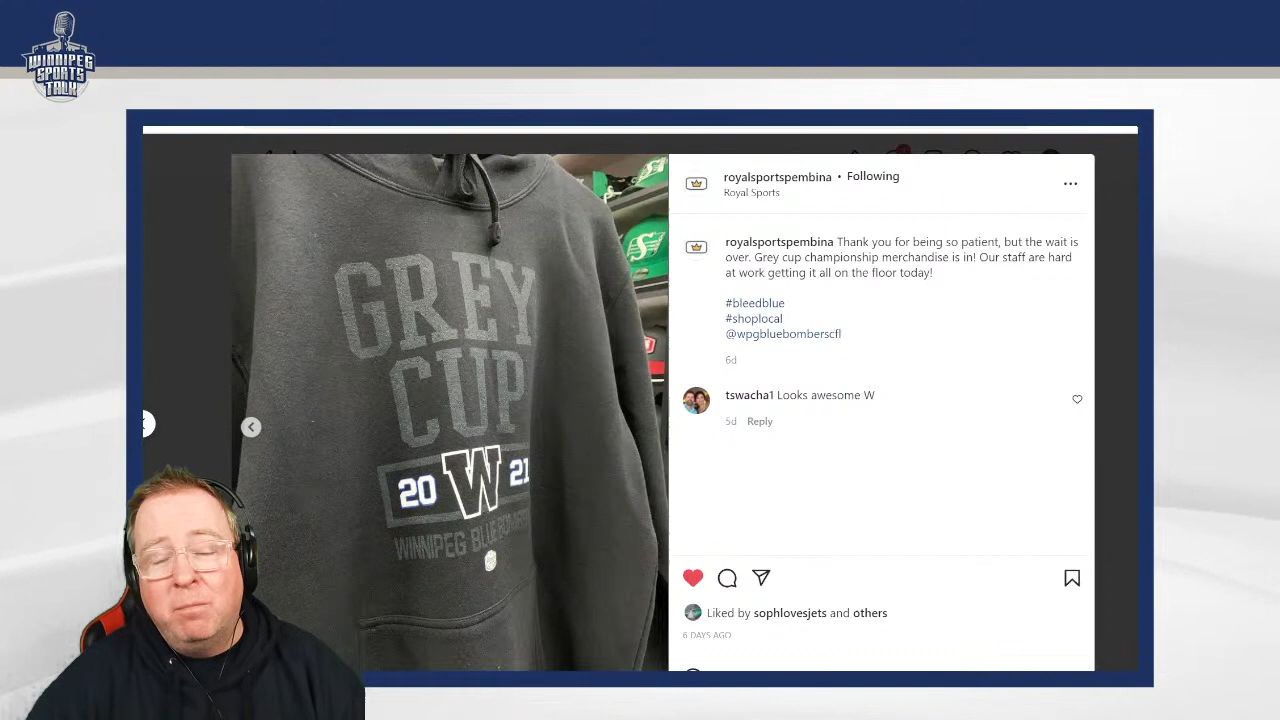 WINNIPEG
SPORTS
TALK
GREY
CUP
20 W 21
WINNIPEG BLUE
S
royalsportspembina • Following
Royal Sports
royalsportspembina Thank you for being so patient, but the wait is
over. Grey cup championship merchandise is in! Our staff are hard
at work getting it all on the floor today!
#bleedblue
#shoplocal
@wpgbluebomberscfl
6d
tswacha1 Looks awesome W
5d Reply
Liked by sophlovesjets and others
6 DAYS AGO